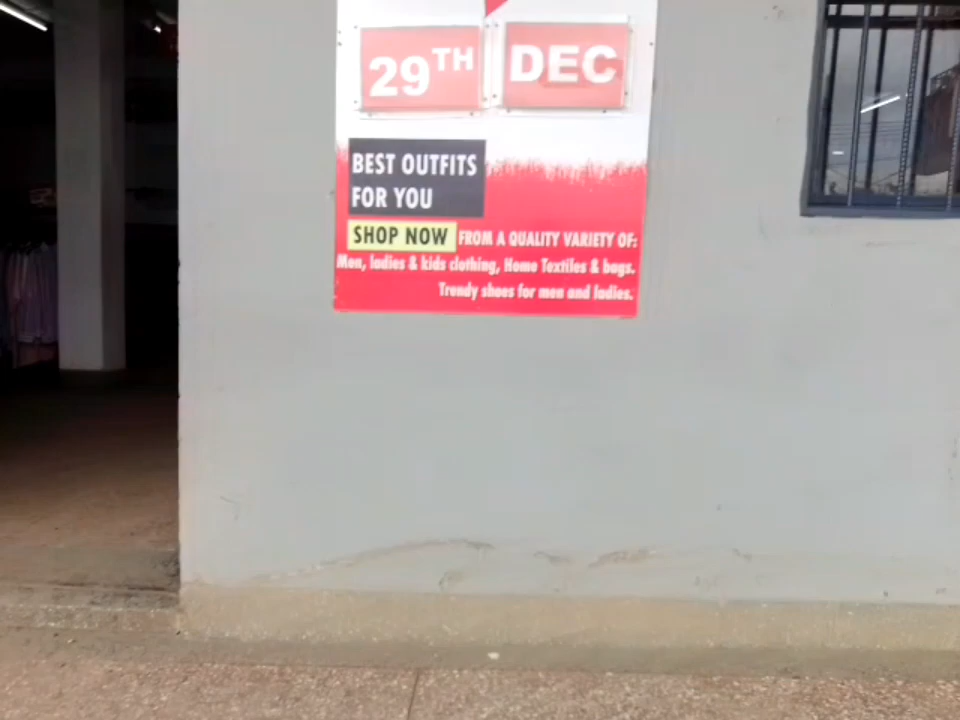 29TH DEC
BEST OUTFITS
FOR YOU
SHOP NOW FROM A QUALITY VARIETY OF:
Men, ladies & kids clothing, Home Textiles & bags.
Trendy shoes for men and ladies.